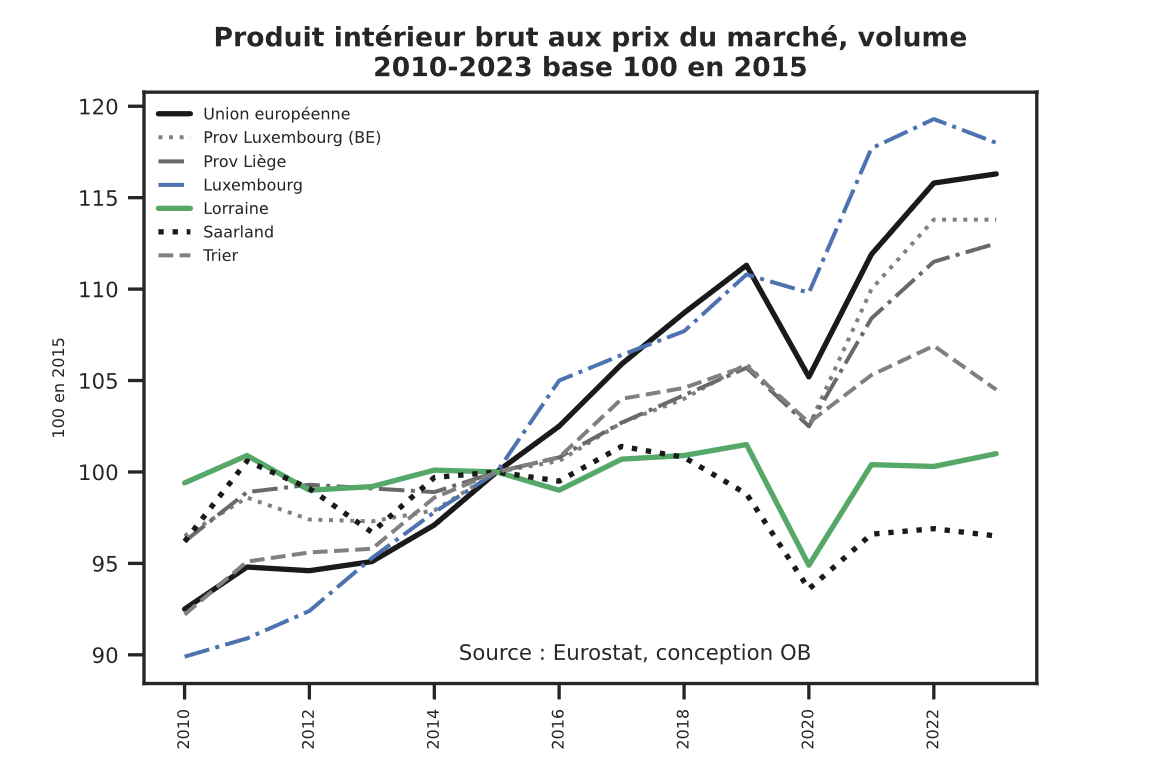 Produit intérieur brut aux prix du marché, volume
2010-2023 base 100 en 2015
120
115
110
105
100
95
90
100 en 2015
Union européenne
Prov Luxembourg (BE)
Prov Liège
Luxembourg
Lorraine
Saarland
Trier
Source : Eurostat, conception OB
2010
2012
2014
2016
2018
2020
2022